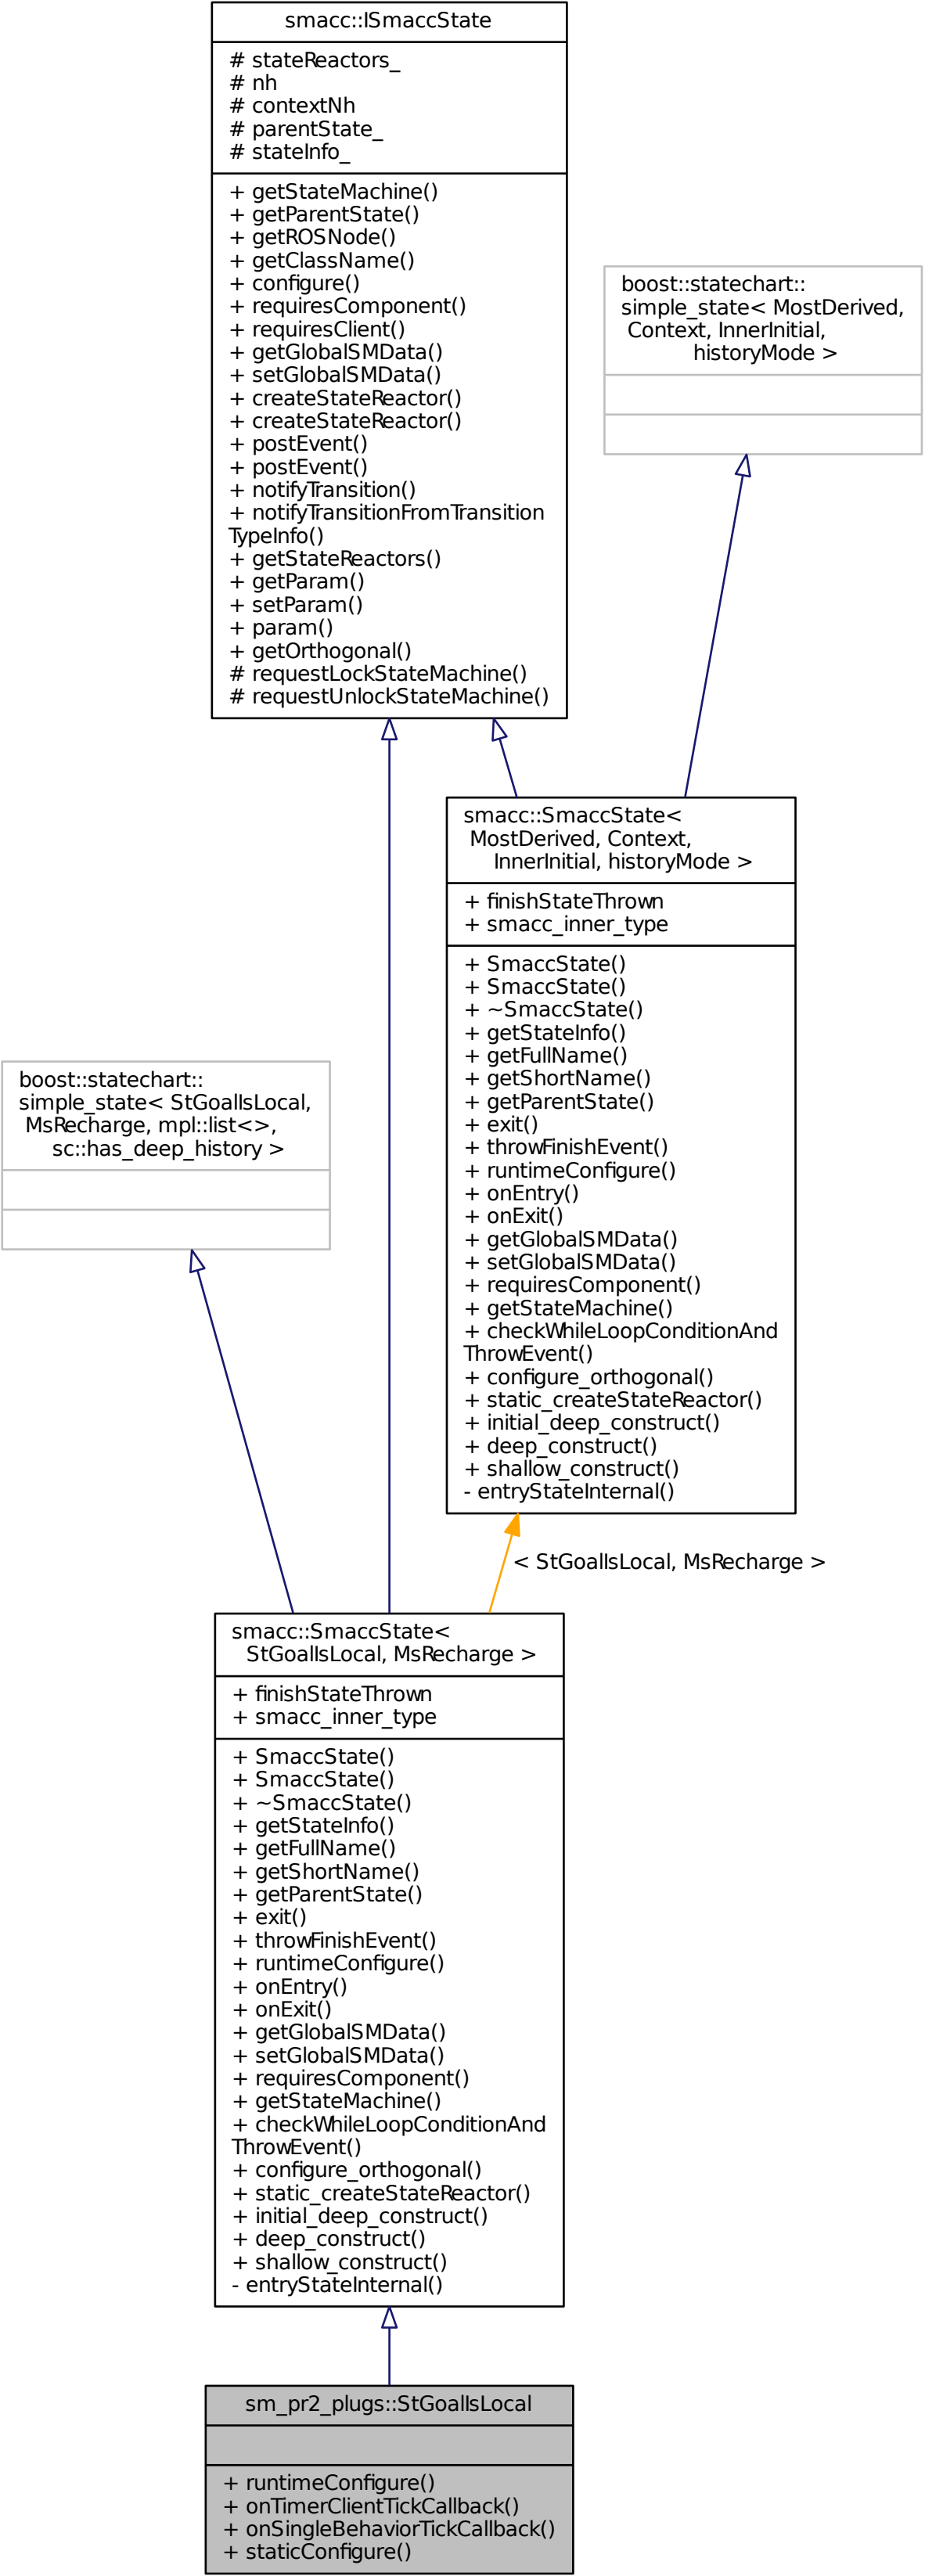 smacc::ISmaccState
# stateReactors_
# nh
# contextNh
# parentState_
# stateInfo_
+ getStateMachine()
+ getParentState()
+ getROSNode()
+ getClassName()
+ configure()
+ requiresComponent()
+ requiresClient()
+ getGlobalSMData()
+ setGlobalSMData()
+ createStateReactor()
+ createStateReactor()
+ postEvent()
+ postEvent()
+ notifyTransition()
+ notifyTransitionFromTransition
TypeInfo()
+ getStateReactors()
+ getParam()
+ setParam()
+ param()
+ getOrthogonal()
# requestLockStateMachine()
# requestUnlockStateMachine()
boost::statechart::
simple_state< MostDerived,
Context, InnerInitial,
historyMode >
smacc::SmaccState<
MostDerived, Context,
InnerInitial, historyMode >
+ finishStateThrown
+ smacc_inner_type
+ SmaccState()
+ SmaccState()
+ ~SmaccState()
+ getStateInfo()
+ getFullName()
+ getShortName()
+ getParentState()
+ exit()
+ throwFinishEvent()
+ runtimeConfigure()
+ onEntry()
+ onExit()
+ getGlobalSMData()
+ setGlobalSMData()
+ requiresComponent()
+ getStateMachine()
+ checkWhileLoopConditionAnd
ThrowEvent()
+ configure_orthogonal()
+ static_createStateReactor()
+ initial_deep_construct()
+ deep_construct()
+ shallow_construct()
- entryStateInternal()
boost::statechart::
simple_state< StGoalIsLocal,
MsRecharge, mpl::list<>,
sc::has_deep_history >
< StGoalIsLocal, MsRecharge >
smacc::SmaccState<
StGoalIsLocal, MsRecharge >
+ finishStateThrown
+ smacc_inner_type
+ SmaccState()
+ SmaccState()
+ ~SmaccState()
+ getStateInfo()
+ getFullName()
+ getShortName()
+ getParentState()
+ exit()
+ throwFinishEvent()
+ runtimeConfigure()
+ onEntry()
+ onExit()
+ getGlobalSMData()
+ setGlobalSMData()
+ requiresComponent()
+ getStateMachine()
+ checkWhileLoopConditionAnd
ThrowEvent()
+ configure_orthogonal()
+ static_createStateReactor()
+ initial_deep_construct()
+ deep_construct()
+ shallow_construct()
- entryStateInternal()
sm_pr2_plugs::StGoalIsLocal
+ runtimeConfigure()
+ onTimerClientTickCallback()
+ onSingleBehaviorTickCallback()
+ staticConfigure()